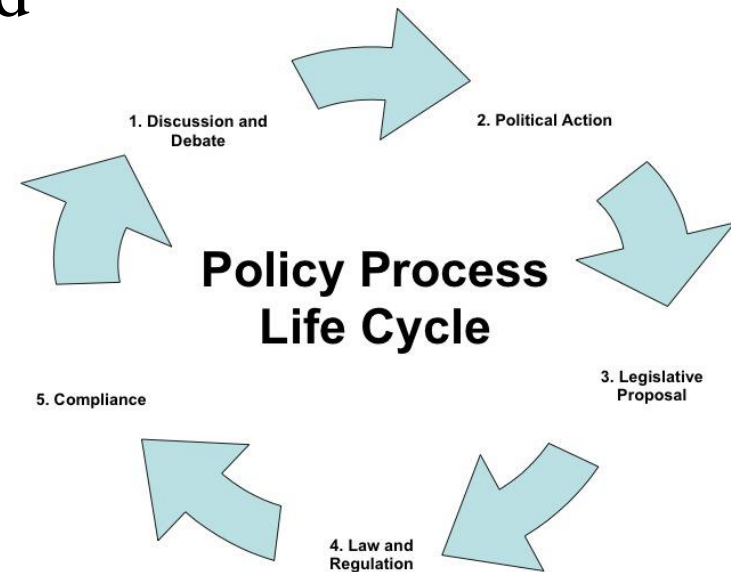 1. Discussion and
Debate
2. Political Action
Policy Process
Life Cycle
3. Legislative
Proposal
5. Compliance
4. Law and
Regulation